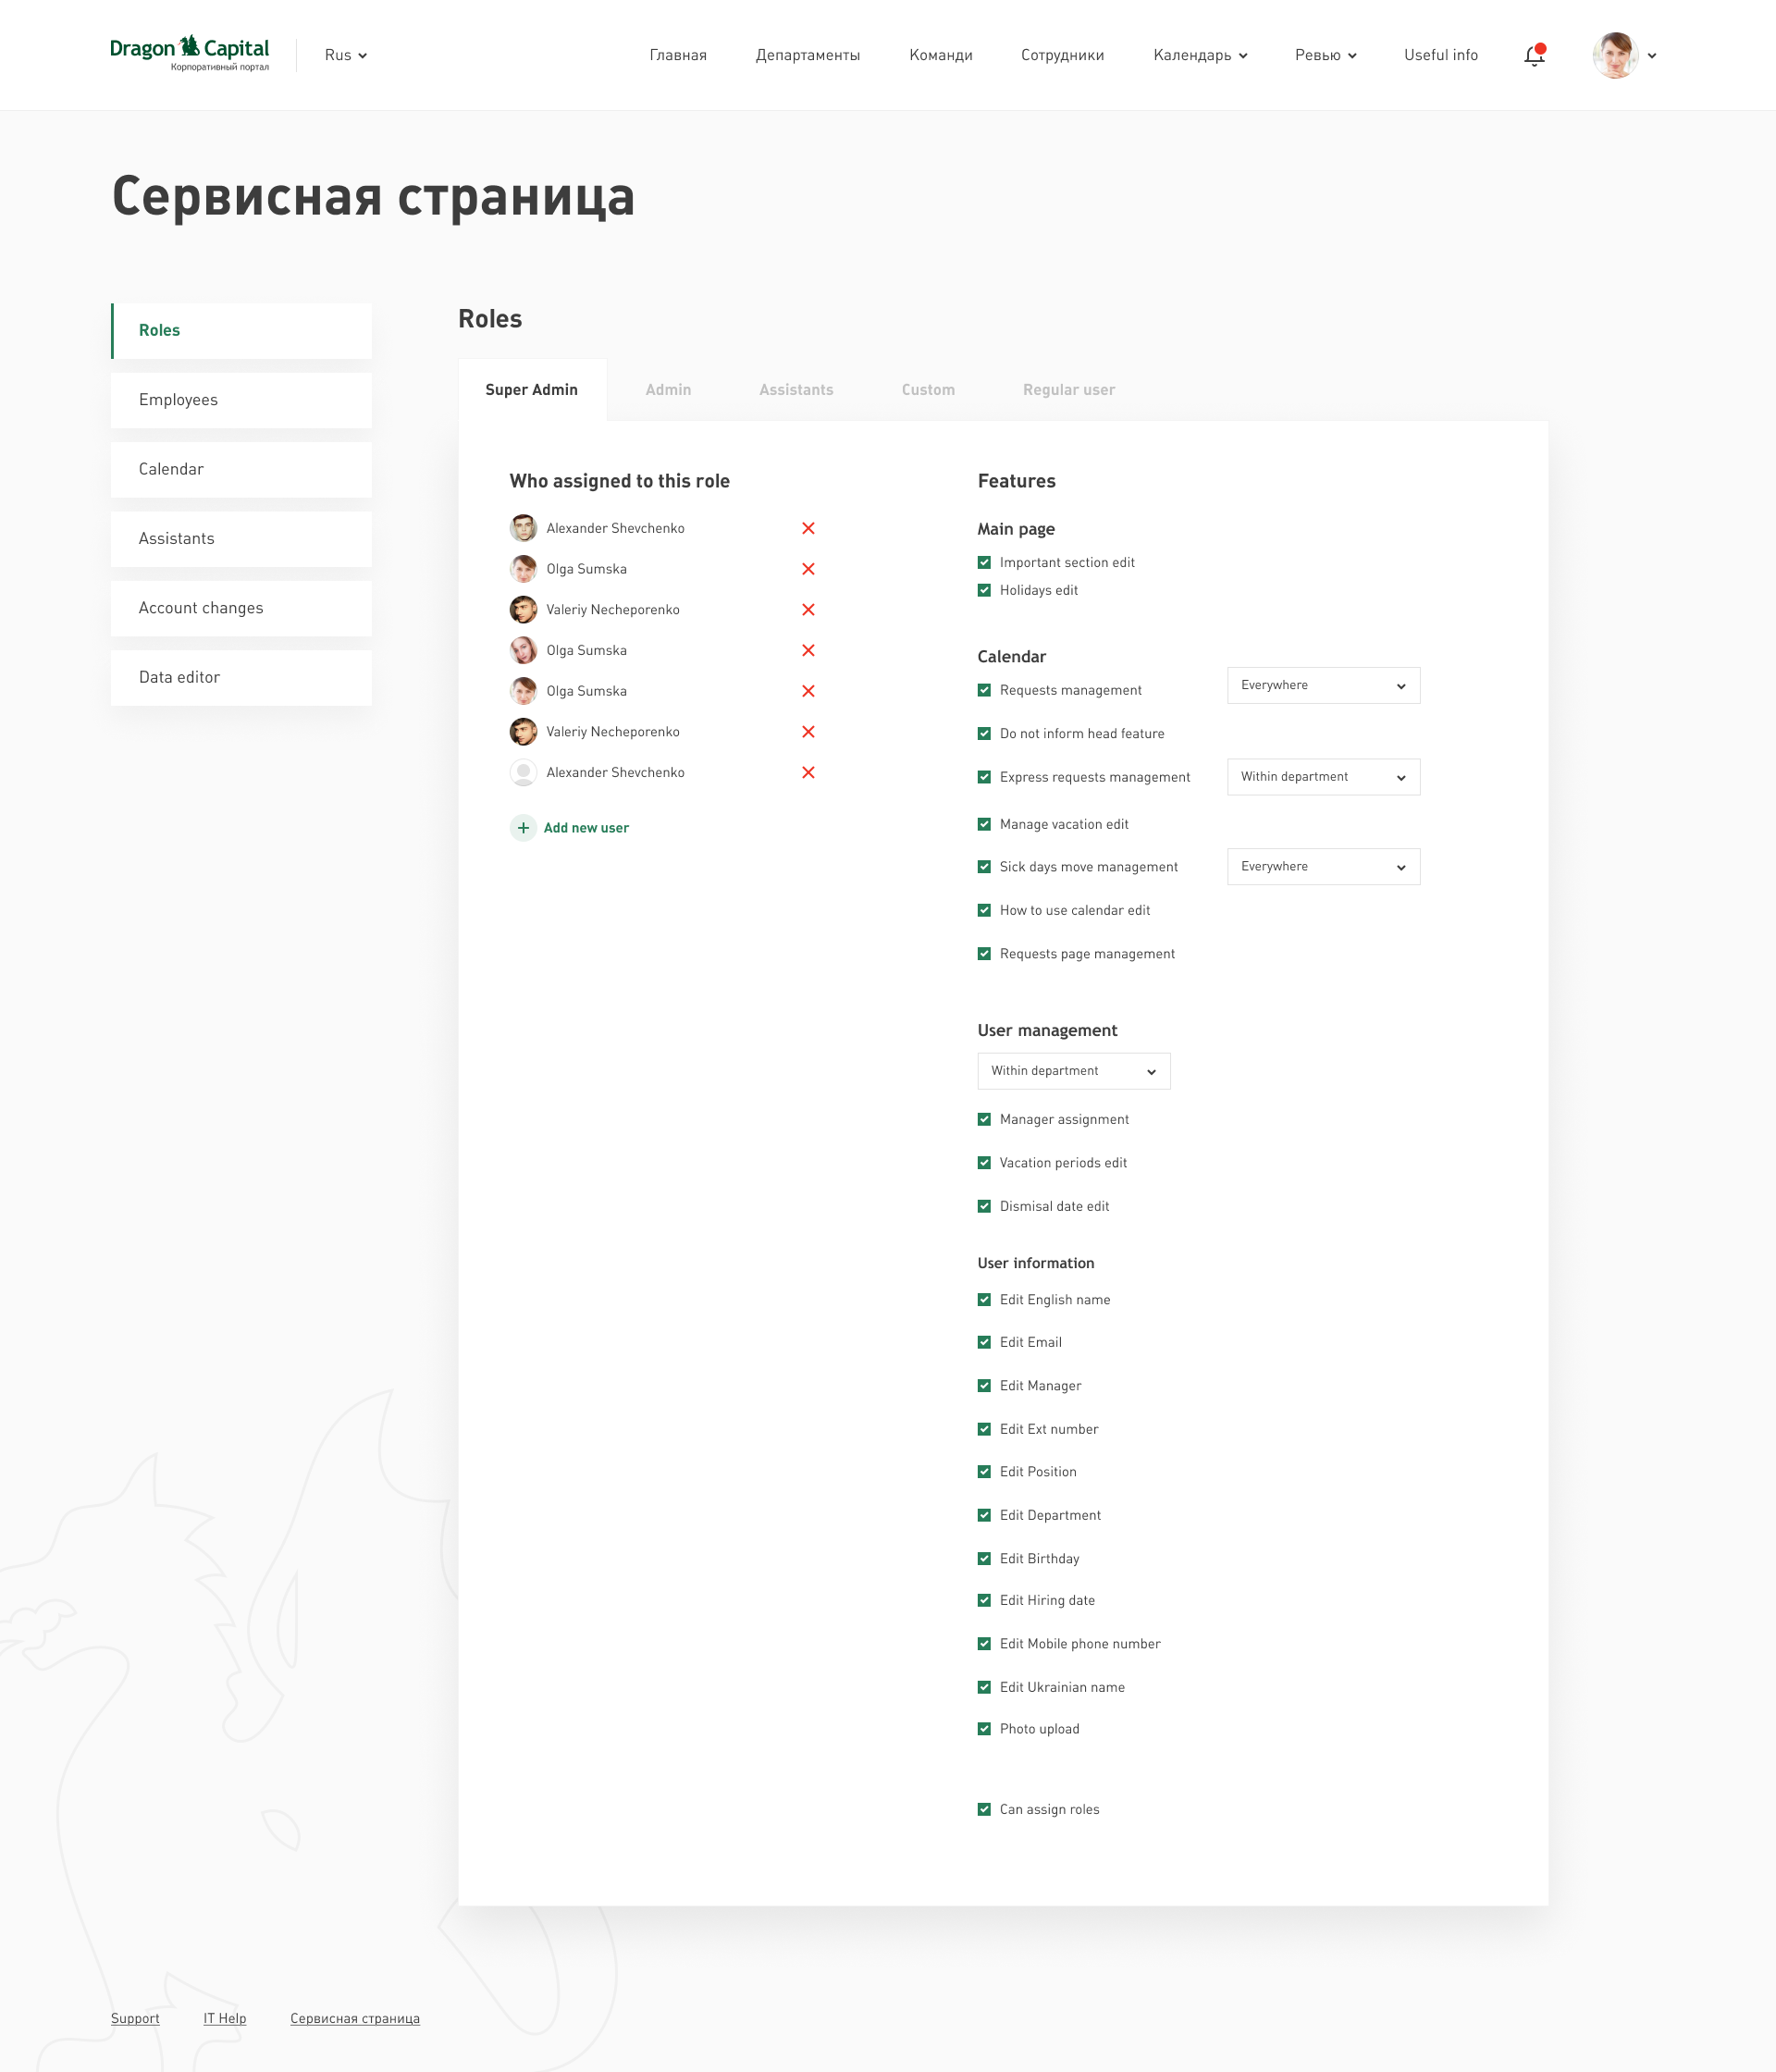 Dragon Capital
Корпоративный портал
Rus
Главная
Департаменты
Команди
Сотрудники
Календарь
Ревью
Useful info
Сервисная страница
Roles
Employees
Calendar
Assistants
Account changes
Data editor
Roles
Super Admin
Admin
Assistants
Custom
Regular user
Who assigned to this role
Alexander Shevchenko
Olga Sumska
Valeriy Necheporenko
Olga Sumska
Olga Sumska
Valeriy Necheporenko
Alexander Shevchenko
Add new user
Features
Main page
Important section edit
Holidays edit
Calendar
Requests management
Everywhere
Do not inform head feature
Express requests management
Within department
Manage vacation edit
Sick days move management
Everywhere
How to use calendar edit
Requests page management
User management
Within department
Manager assignment
Vacation periods edit
Dismisal date edit
User information
Edit English name
Edit Email
Edit Manager
Edit Ext number
Edit Position
Edit Department
Edit Birthday
Edit Hiring date
Edit Mobile phone number
Edit Ukrainian name
Photo upload
Can assign roles
Support
IT Help
Сервисная страница